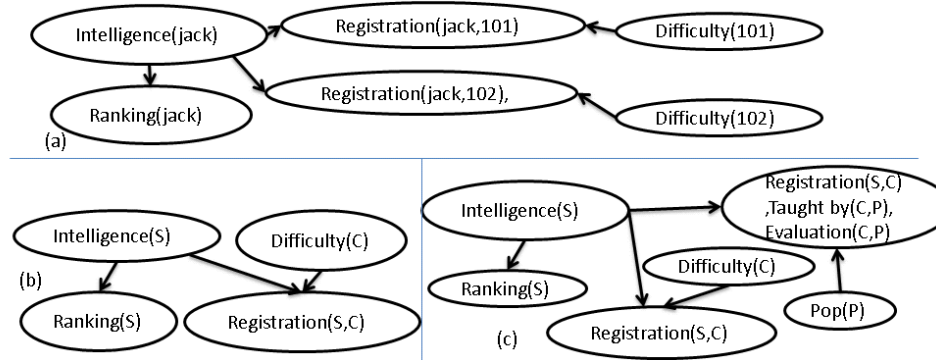 Intelligence(jack)
Registration(jack,101)
Difficulty(101)
Ranking(jack)
Registration(jack,102),
Difficulty(102)
(a)
Intelligence(S)
Difficulty(C)
(b)
Ranking(S)
Registration(S,C)
Intelligence(S)
Registration(S,C)
,Taught by(C,P),
Evaluation(C,P)
Difficulty(C)
Ranking(S)
Pop(P)
Registration(S,C)
(c)